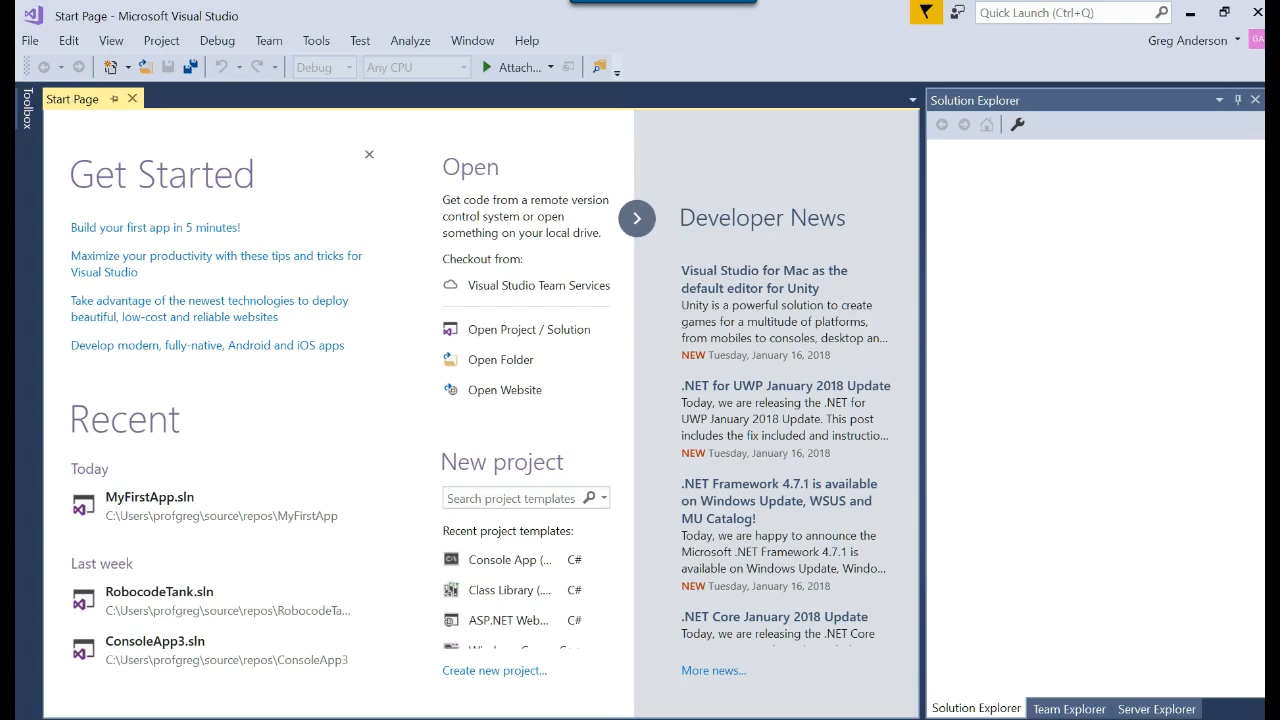 Start Page - Microsoft Visual Studio
Quick Launch (Ctrl+Q)
File Edit View Project Debug Team Tools Test Analyze Window Help
Greg Anderson
GA
Debug Any CPU Attach...
Toolbox
Start Page
Get Started
Build your first app in 5 minutes!
Maximize your productivity with these tips and tricks for
Visual Studio
Take advantage of the newest technologies to deploy
beautiful, low-cost and reliable websites
Develop modern, fully-native, Android and iOS apps
Recent
Today
MyFirstApp.sln
C:\Users\profgreg\source\repos\MyFirstApp
Last week
RobocodeTank.sln
C:\Users\profgreg\source\repos\RobocodeTa...
ConsoleApp3.sln
C:\Users\profgreg\source\repos\ConsoleApp3
Open
Get code from a remote version
control system or open
something on your local drive.
Checkout from:
Visual Studio Team Services
Open Project / Solution
Open Folder
Open Website
New project
Search project templates
Recent project templates:
Console App (... C#
Class Library (.... C#
ASP.NET Web... C#
Create new project...
Developer News
Visual Studio for Mac as the
default editor for Unity
Unity is a powerful solution to create
games for a multitude of platforms,
from mobiles to consoles, desktop an...
NEW Tuesday, January 16, 2018
.NET for UWP January 2018 Update
Today, we are releasing the .NET for
UWP January 2018 Update. This post
includes the fix included and instructio...
NEW Tuesday, January 16, 2018
.NET Framework 4.7.1 is available
on Windows Update, WSUS and
MU Catalog!
Today, we are happy to announce the
Microsoft .NET Framework 4.7.1 is
available on Windows Update, Windo...
NEW Tuesday, January 16, 2018
.NET Core January 2018 Update
Today, we are releasing the .NET Core
More news...
Solution Explorer
Solution Explorer Team Explorer Server Explorer